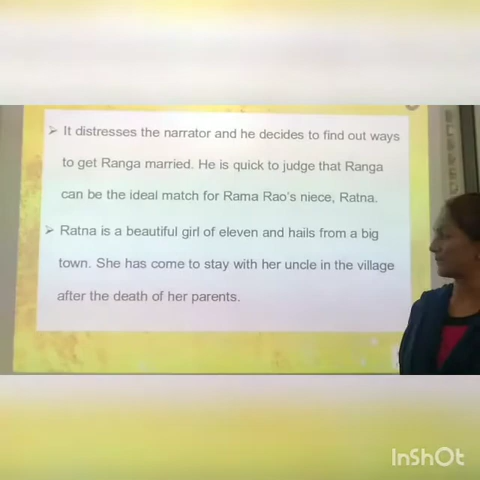 ➢ It distresses the narrator and he decides to find out ways
to get Ranga married. He is quick to judge that Ranga
can be the ideal match for Rama Rao's niece, Ratna.
➢ Ratna is a beautiful girl of eleven and hails from a big
town. She has come to stay with her uncle in the village
after the death of her parents.
InShOt